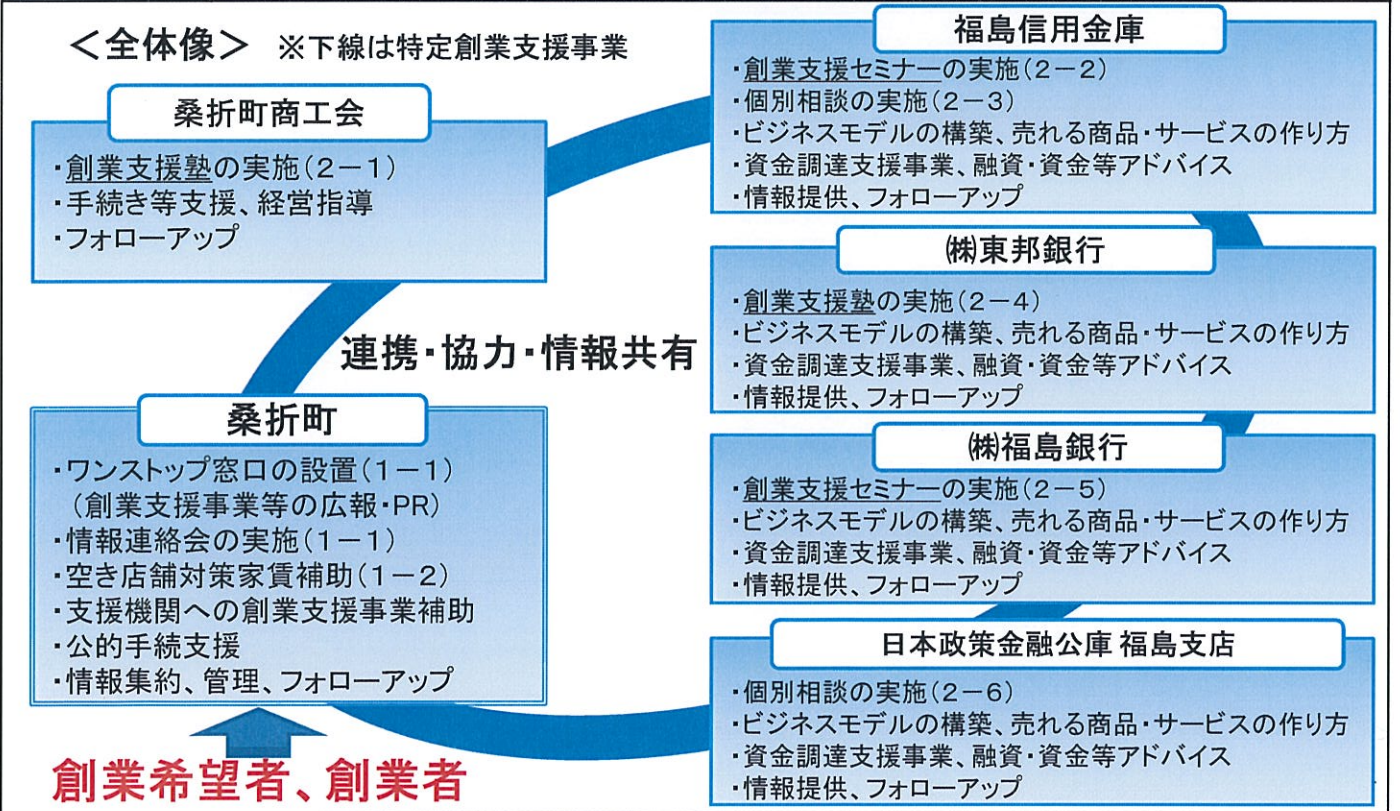 ＜全体像＞ ※下線は特定創業支援事業
桑折町商工会
・創業支援塾の実施(２－１)
・手続き等支援、経営指導
・フォローアップ
連携・協力・情報共有
桑折町
・ワンストップ窓口の設置(１－１)
(創業支援事業等の広報・PR)
・情報連絡会の実施(１－１)
・空き店舗対策家賃補助(１－２)
・支援機関への創業支援事業補助
・公的手続支援
・情報集約、管理、フォローアップ
創業希望者、創業者
福島信用金庫
・創業支援セミナーの実施(２－２)
・個別相談の実施(２－３)
・ビジネスモデルの構築、売れる商品・サービスの作り方
・資金調達支援事業、融資・資金等アドバイス
・情報提供、フォローアップ
㈱東邦銀行
・創業支援塾の実施(２－４)
・ビジネスモデルの構築、売れる商品・サービスの作り方
・資金調達支援事業、融資・資金等アドバイス
・情報提供、フォローアップ
㈱福島銀行
・創業支援セミナーの実施(２－５)
・ビジネスモデルの構築、売れる商品・サービスの作り方
・資金調達支援事業、融資・資金等アドバイス
・情報提供、フォローアップ
日本政策金融公庫 福島支店
・個別相談の実施(２－６)
・ビジネスモデルの構築、売れる商品・サービスの作り方
・資金調達支援事業、融資・資金等アドバイス
・情報提供、フォローアップ